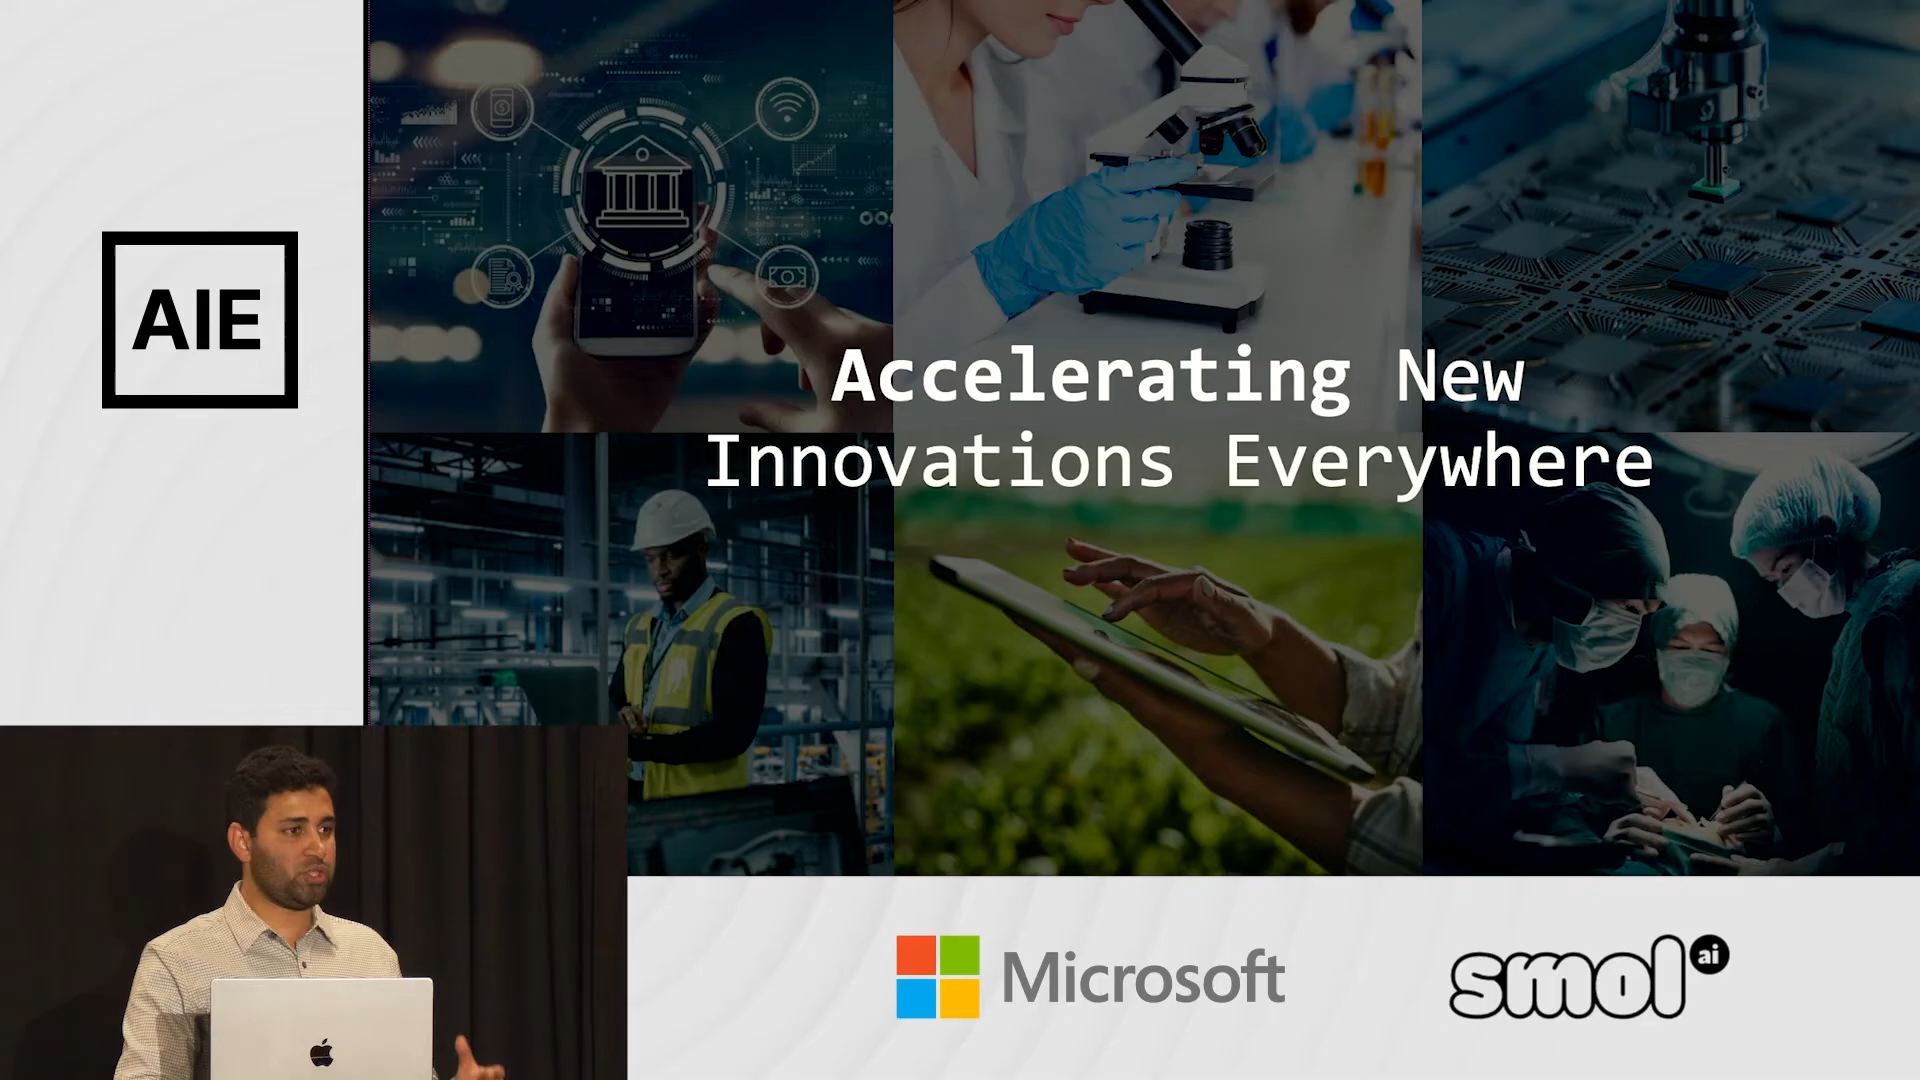 AIE
Accelerating New
Innovations Everywhere
Microsoft
smol ai